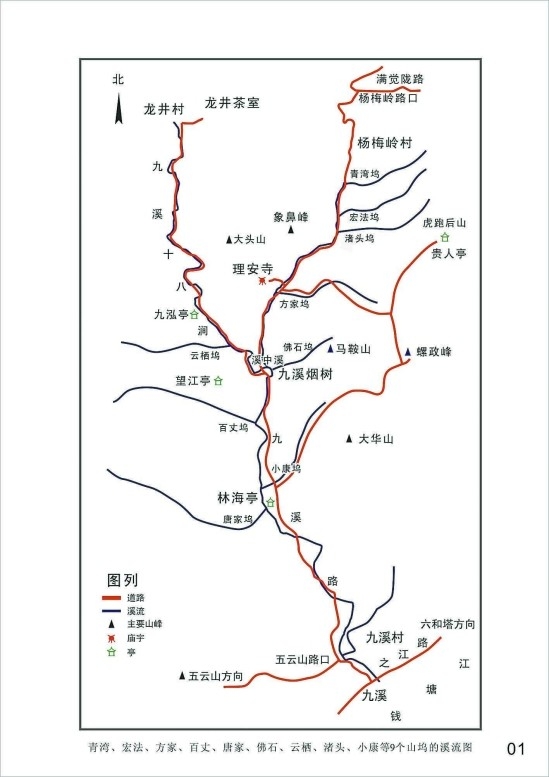 北
满觉陇路
杨梅岭路口
龙井茶室
龙井村
杨梅岭村
九
青湾坞
溪
宏法坞
象鼻峰
虎跑后山
大头山
渚头坞
十
贵人亭
理安寺
八
方家坞
九泓亭
涧
佛石坞
马鞍山
螺政峰
云栖坞
溪中溪
望江亭
九溪烟树
百丈坞
九
大华山
小康坞
林海亭
唐家坞
溪
图列
路
道路
溪流
主要山峰
庙宇
亭
六和塔方向
九溪村
路
江
之
五云山路口
江
五云山方向
九溪
塘
钱
青湾、宏法、方家、百丈、唐家、佛石、云栖、渚头、小康等9个山坞的溪流图
01